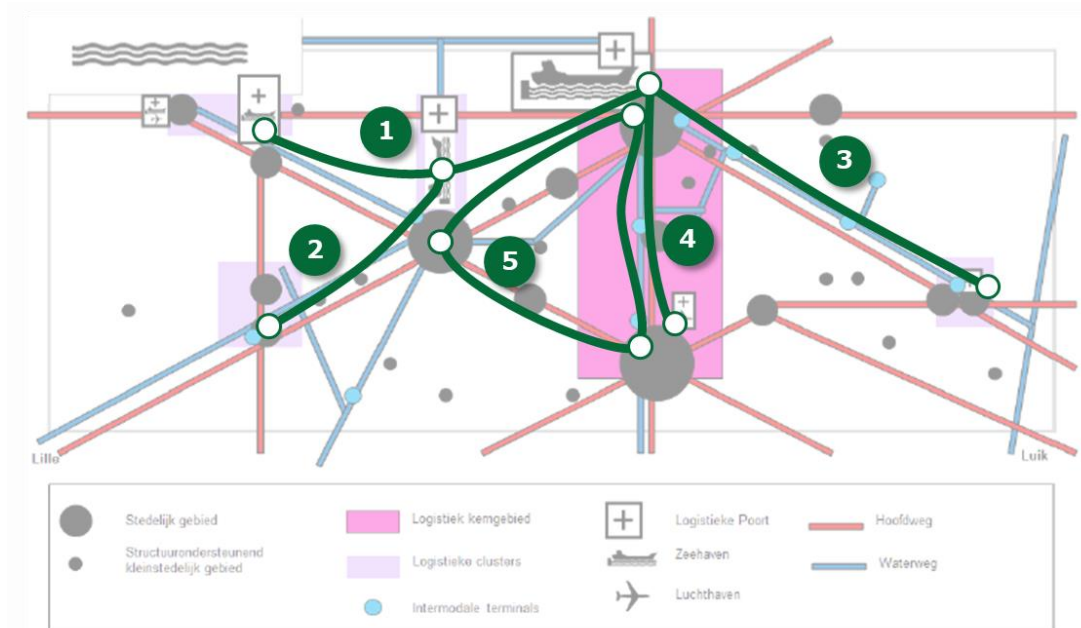 1
2
3
4
5
Lille
Luik
Stedelijk gebied
Structuurondersteunend
kleinstedelijk gebied
Logistiek kerngebied
Logistieke clusters
Intermodale terminals
Logistieke Poort
Zeehaven
Luchthaven
Hoofdweg
Waterweg